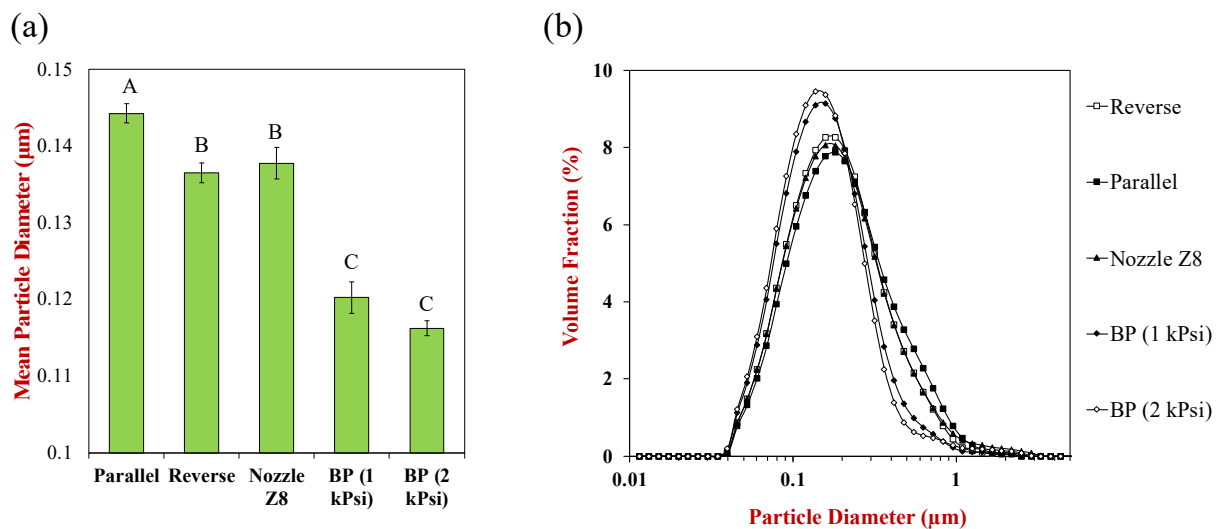 (a)
0.15
0.14
0.13
0.12
0.11
0.1
Mean Particle Diameter (µm)
A
B
B
C
C
Parallel
Reverse
Nozzle
Z8
BP (1
kPsi)
BP (2
kPsi)
(b)
10
8
6
4
2
0
Volume Fraction (%)
0.01
0.1
1
Particle Diameter (µm)
Reverse
Parallel
Nozzle Z8
BP (1 kPsi)
BP (2 kPsi)